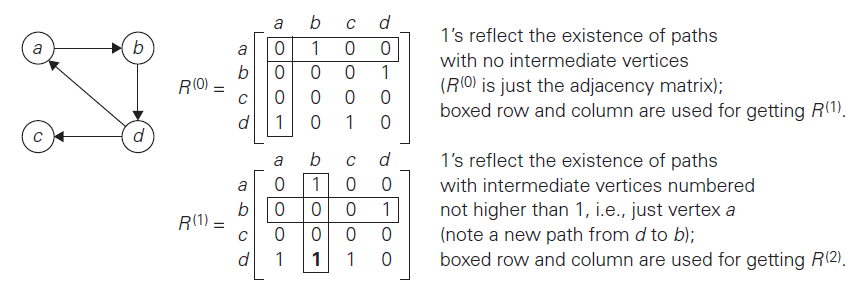 a b
c d
a b c d
a 0 1 0 0
b 0 0 0 1
R(0) =
c 0 0 0 0
d 1 0 1 0
1's reflect the existence of paths
with no intermediate vertices
(R(0) is just the adjacency matrix);
boxed row and column are used for getting R(1).
a b c d
a 0 1 0 0
b 0 0 0 1
R(1) =
c 0 0 0 0
d 1 1 1 0
1's reflect the existence of paths
with intermediate vertices numbered
not higher than 1, i.e., just vertex a
(note a new path from d to b);
boxed row and column are used for getting R(2).